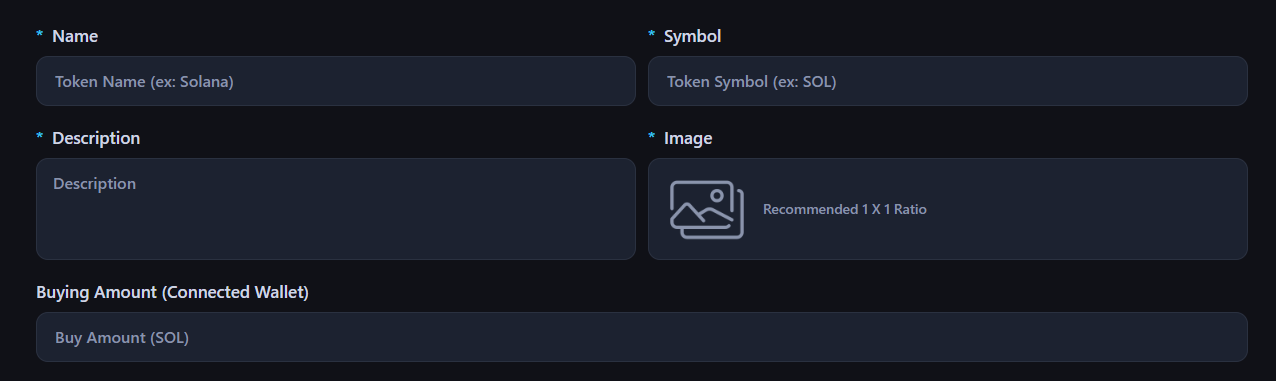 * Name
* Symbol
Token Name (ex: Solana)
Token Symbol (ex: SOL)
* Description
* Image
Description
Recommended 1 X 1 Ratio
Buying Amount (Connected Wallet)
Buy Amount (SOL)